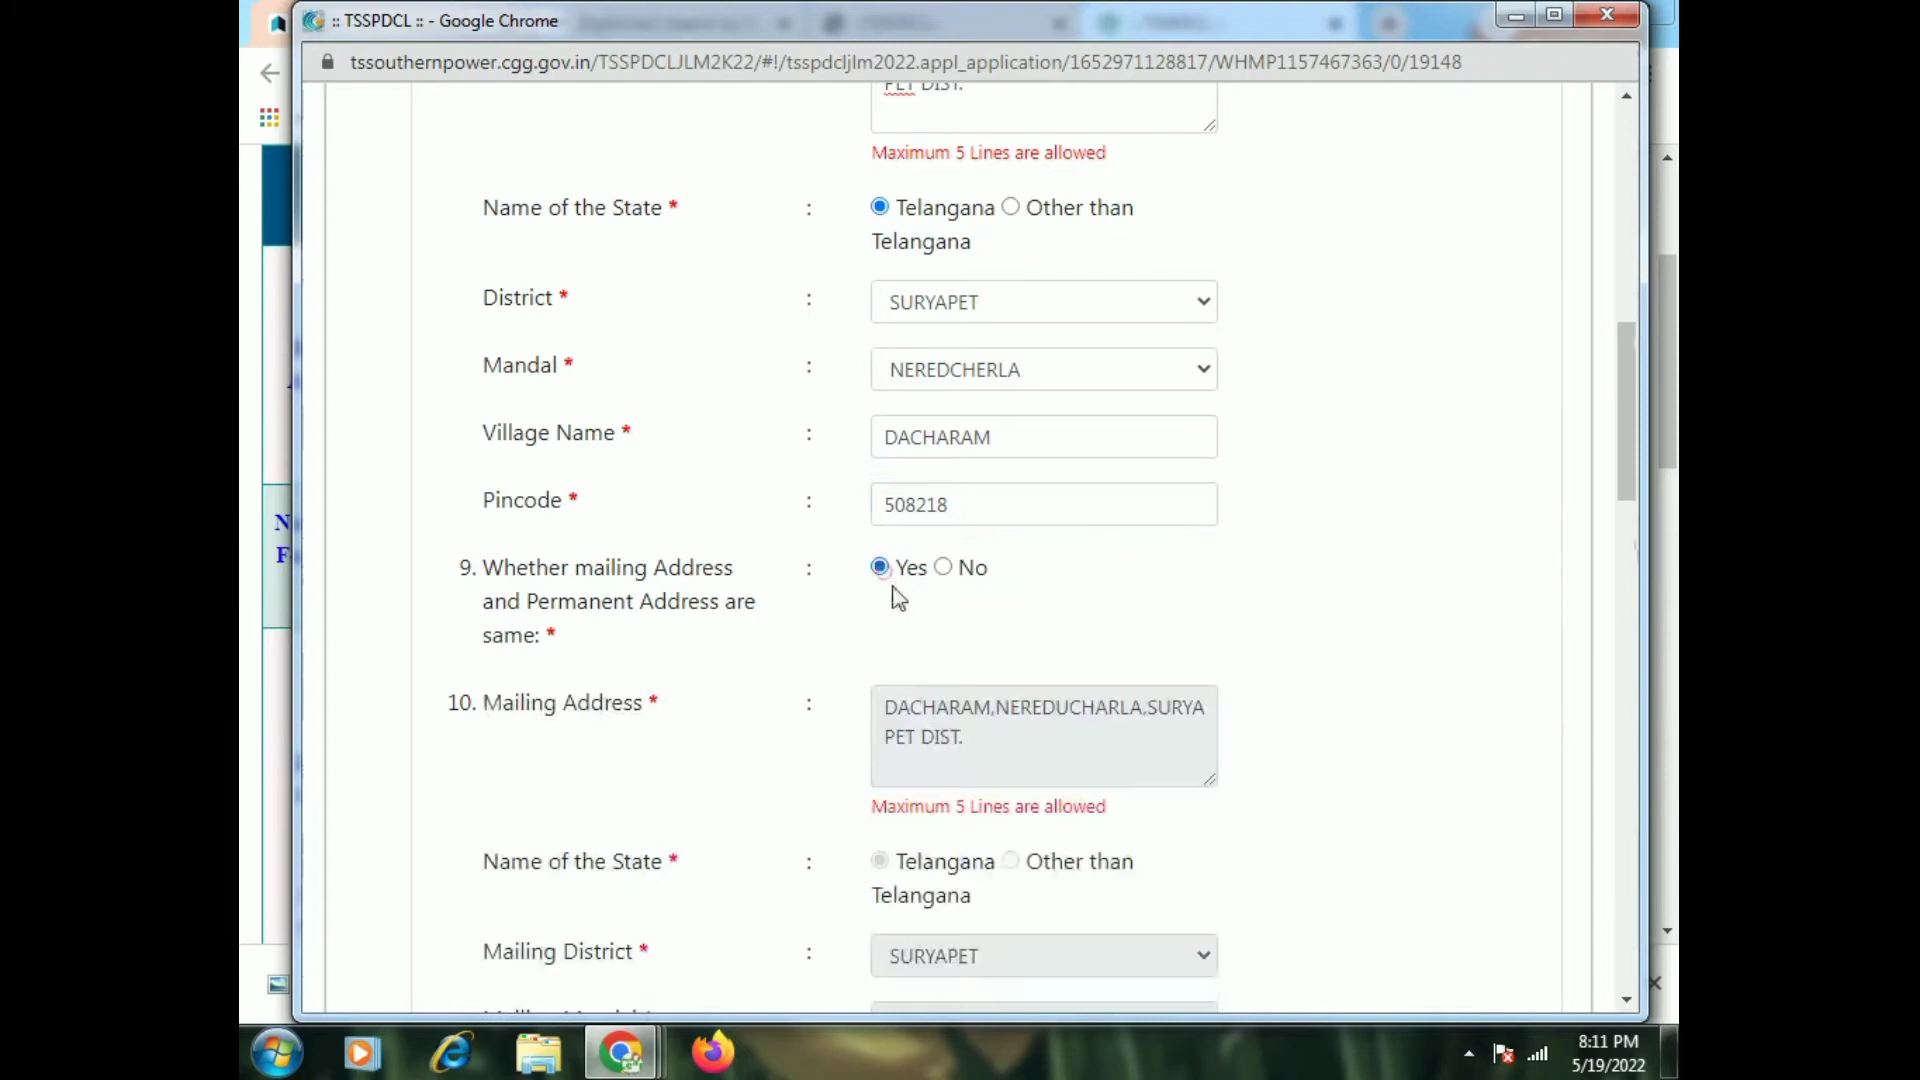 :: TSSPDCL :: - Google Chrome
tssouthernpower.cgg.gov.in/TSSPDCLJLM2K22/#!/tsspdcljlm2022.appl_application/1652971128817/WHMP1157467363/0/19148
PET DIST.
Maximum 5 Lines are allowed
Name of the State * : Telangana Other than
Telangana
District * : SURYAPET
Mandal * : NEREDCHERLA
Village Name * : DACHARAM
Pincode * : 508218
9. Whether mailing Address : Yes No
and Permanent Address are
same: *
10. Mailing Address * : DACHARAM,NEREDUCHARLA,SURYA
PET DIST.
Maximum 5 Lines are allowed
Name of the State * : Telangana Other than
Telangana
Mailing District * : SURYAPET
N
F
8:11 PM
5/19/2022